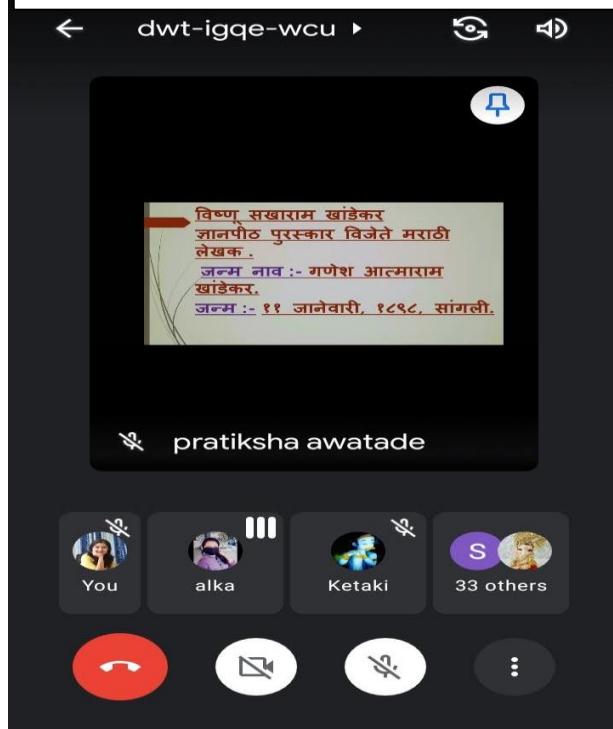 dwt-igqe-wcu
विष्णू सखाराम खांडेकर
ज्ञानपीठ पुरस्कार विजेते मराठी
लेखक .
जन्म नाव :- गणेश आत्माराम
खांडेकर.
जन्म :- ११ जानेवारी, १८९८, सांगली.
pratiksha awatade
You
alka
Ketaki
S
33 others